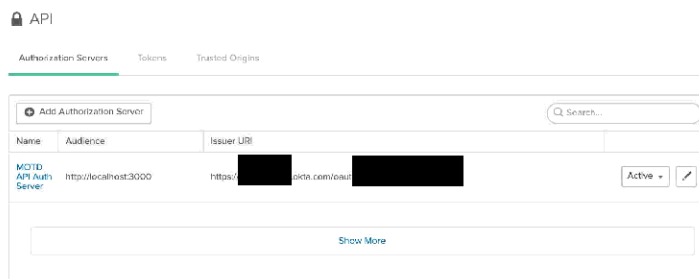 API
Authorization Servers Tokens Trusted Origins
Add Authorization Server Search...
Name Audience Issuer URI
MOTD
API Auth http://localhost:3000 https:/ .okta.com/oaut Active
Server
Show More